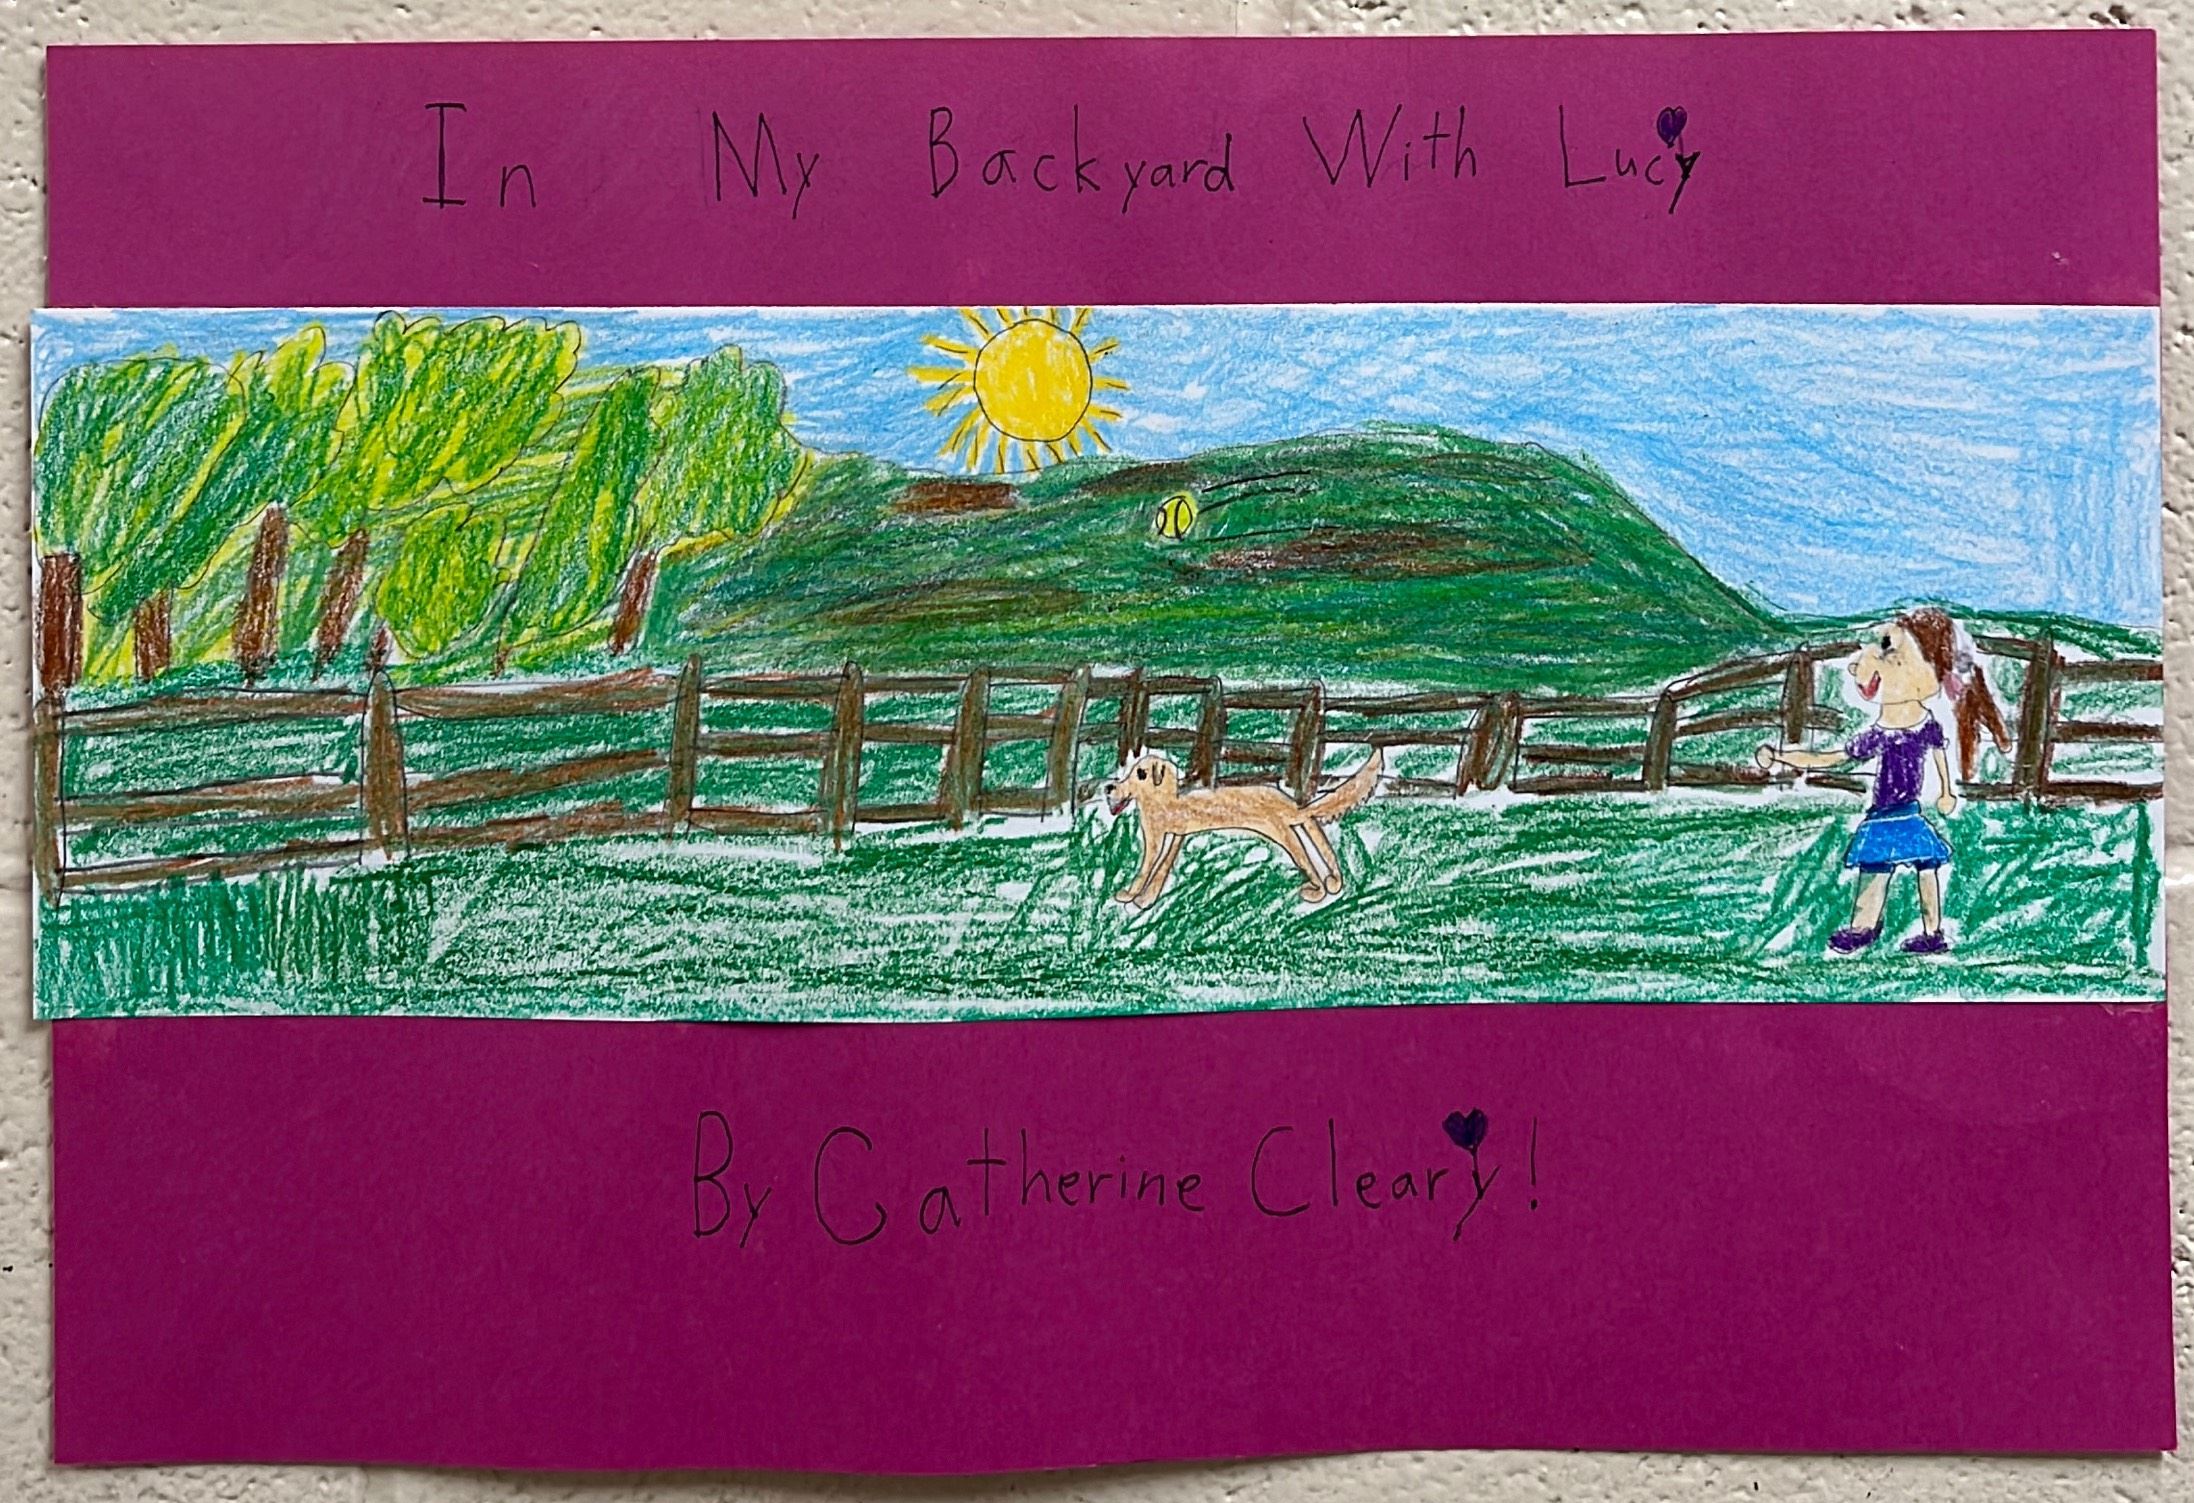 In My Backyard With Lucy
By Catherine Cleary!